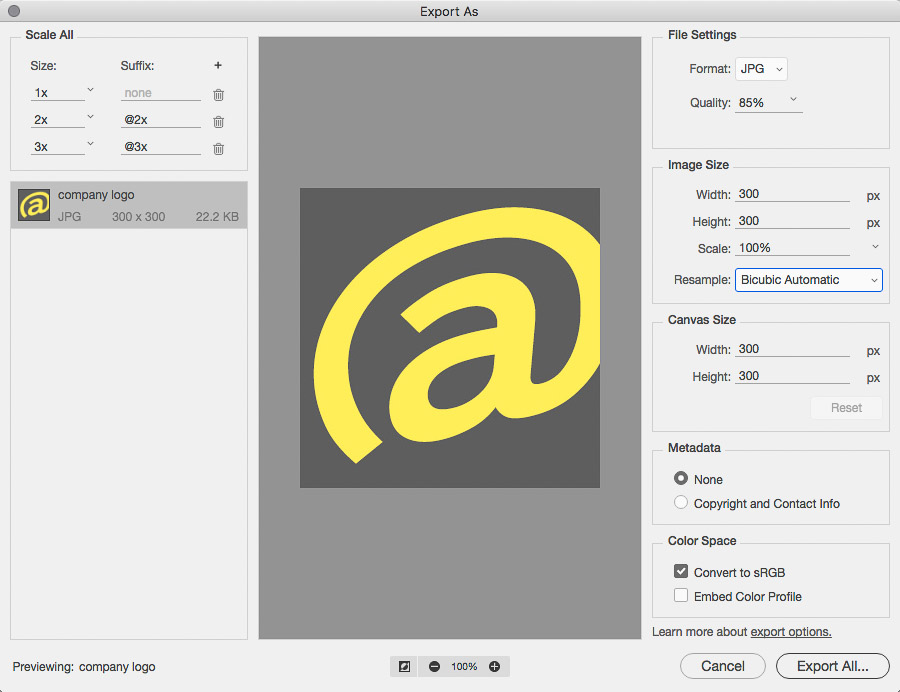 Export As
Scale All
Size: Suffix: +
1x none
2x @2x
3x @3x
company logo
JPG 300 x 300 22.2 KB
@
File Settings
Format: JPG
Quality: 85%
Image Size
Width: 300 px
Height: 300 px
Scale: 100%
Resample: Bicubic Automatic
Canvas Size
Width: 300 px
Height: 300 px
Reset
Metadata
None
Copyright and Contact Info
Color Space
Convert to sRGB
Embed Color Profile
Learn more about export options.
Previewing: company logo
100%
Cancel Export All...